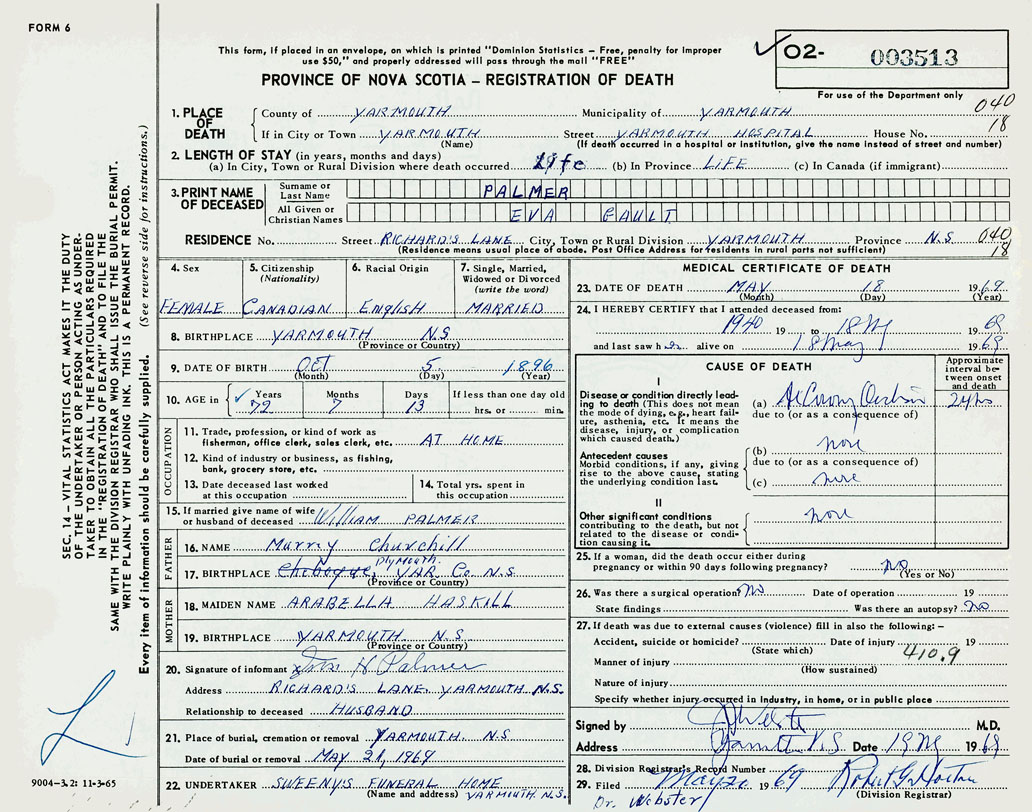 FORM 6
This form, if placed in an envelope, on which is printed "Dominion Statistics – Free, penalty for improper
use $50," and properly addressed will pass through the mail "FREE"
PROVINCE OF NOVA SCOTIA – REGISTRATION OF DEATH
✓ 02- 003513
For use of the Department only
040
18
1. PLACE OF DEATH
County of YARMOUTH Municipality of YARMOUTH
If in City or Town YARMOUTH Street YARMOUTH HOSPITAL House No.
(Name) (If death occurred in a hospital or institution, give the name instead of street and number)
2. LENGTH OF STAY (in years, months and days)
(a) In City, Town or Rural Division where death occurred Life (b) In Province LIFE (c) In Canada (if immigrant)
3. PRINT NAME OF DECEASED
Surname or Last Name PALMER
All Given or Christian Names EVA GAULT
RESIDENCE No. Street RICHARD'S LANE City, Town or Rural Division YARMOUTH Province N.S 040
(Residence means usual place of abode. Post Office Address for residents in rural parts not sufficient) 18
4. Sex FEMALE
5. Citizenship (Nationality) CANADIAN
6. Racial Origin English
7. Single, Married, Widowed or Divorced (write the word) MARRIED
8. BIRTHPLACE YARMOUTH N.S
(Province or Country)
9. DATE OF BIRTH OCT 5 1896
(Month) (Day) (Year)
10. AGE in { ✓ Years 72 Months 7 Days 13 If less than one day old hrs. or min.
OCCUPATION
11. Trade, profession, or kind of work as
fisherman, office clerk, sales clerk, etc. AT HOME
12. Kind of industry or business, as fishing,
bank, grocery store, etc.
13. Date deceased last worked
at this occupation
14. Total yrs. spent in
this occupation
15. If married give name of wife
or husband of deceased William PALMER
FATHER
16. NAME Murry Churchill
Plymouth
17. BIRTHPLACE Chebogue, YAR Co N.S
(Province or Country)
MOTHER
18. MAIDEN NAME ARABELLA HASKILL
19. BIRTHPLACE YARMOUTH N.S
(Province or Country)
20. Signature of informant H Palmer
Address RICHARD'S LANE, YARMOUTH N.S.
Relationship to deceased HUSBAND
21. Place of burial, cremation or removal YARMOUTH N.S
Date of burial or removal MAY 21, 1969
22. UNDERTAKER SWEENY'S FUNERAL HOME
(Name and address) YARMOUTH N.S.
MEDICAL CERTIFICATE OF DEATH
23. DATE OF DEATH MAY 18 1969
(Month) (Day) (Year)
24. I HEREBY CERTIFY that I attended deceased from:
1940 19 to 18 M 1969
and last saw her alive on 18 May 1969
CAUSE OF DEATH
Approximate interval between onset and death
I
Disease or condition directly leading to death (This does not mean the mode of dying, e.g., heart failure, asthenia, etc. It means the disease, injury, or complication which caused death.)
(a) 24 hrs
due to (or as a consequence of)
Antecedent causes
Morbid conditions, if any, giving rise to the above cause, stating the underlying condition last.
(b) none
due to (or as a consequence of)
(c) none
II
Other significant conditions
contributing to the death, but not related to the disease or condition causing it.
none
25. If a woman, did the death occur either during
pregnancy or within 90 days following pregnancy? NO
(Yes or No)
26. Was there a surgical operation? No Date of operation 19
State findings Was there an autopsy? No
27. If death was due to external causes (violence) fill in also the following: –
Accident, suicide or homicide? Date of injury 19
(State which) 410.9
Manner of injury
(How sustained)
Nature of injury
Specify whether injury occurred in industry, in home, or in public place
Signed by Webster M.D.
Address Yarmouth N.S. Date 19 M 1969
28. Division Registrar's Record Number
29. Filed May 20 1969 Robert G. Horton
(Division Registrar)
Dr. Webster
SEC. 14 – VITAL STATISTICS ACT MAKES IT THE DUTY
OF THE UNDERTAKER OR PERSON ACTING AS UNDER-
TAKER TO OBTAIN ALL THE PARTICULARS REQUIRED
IN THE "REGISTRATION OF DEATH" AND TO FILE THE
SAME WITH THE DIVISION REGISTRAR WHO SHALL ISSUE THE BURIAL PERMIT.
WRITE PLAINLY WITH UNFADING INK. THIS IS A PERMANENT RECORD.
Every item of information should be carefully supplied. (See reverse side for instructions.)
9004-3.2: 11-3-65